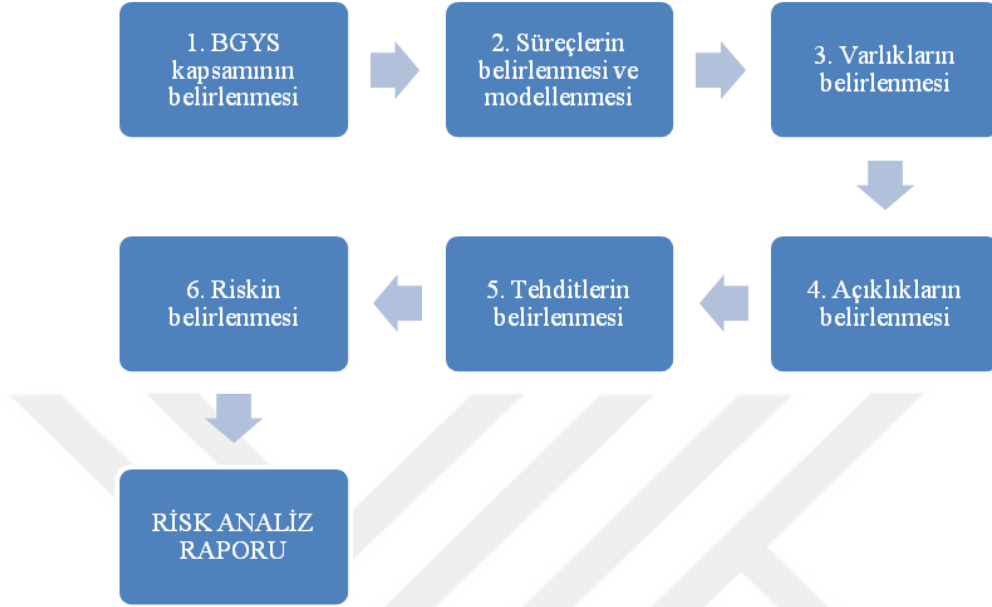 1. BGYS
kapsamının
belirlenmesi
2. Süreçlerin
belirlenmesi ve
modellenmesi
3. Varlıkların
belirlenmesi
4. Açıklıkların
belirlenmesi
5. Tehditlerin
belirlenmesi
6. Riskin
belirlenmesi
RİSK ANALİZ
RAPORU